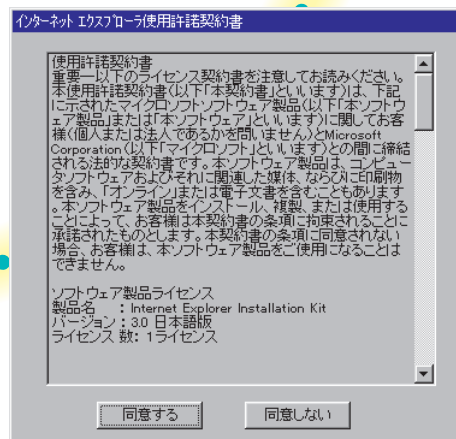 インターネット エクスプローラ使用許諾契約書
使用許諾契約書
重要－以下のライセンス契約書を注意してお読みください。
本使用許諾契約書(以下「本契約書」といいます)は、下記
に示されたマイクロソフトソフトウェア製品(以下「本ソフトウ
ェア製品」または「本ソフトウェア」といいます)に関してお客
様(個人または法人であるかを問いません)とMicrosoft
Corporation(以下「マイクロソフト」といいます)との間に締結
される法的な契約書です。本ソフトウェア製品は、コンピュー
タソフトウェアおよびそれに関連した媒体、ならびに印刷物
を含み、「オンライン」または電子文書を含むこともあります
。本ソフトウェア製品をインストール、複製、または使用する
ことによって、お客様は本契約書の条項に拘束されることに
承諾されたものとします。本契約書の条項に同意されない
場合、お客様は、本ソフトウェア製品をご使用になることは
できません。
ソフトウェア製品ライセンス
製品名　：Internet Explorer Installation Kit
バージョン：3.0 日本語版
ライセンス 数：1ライセンス
同意する
同意しない